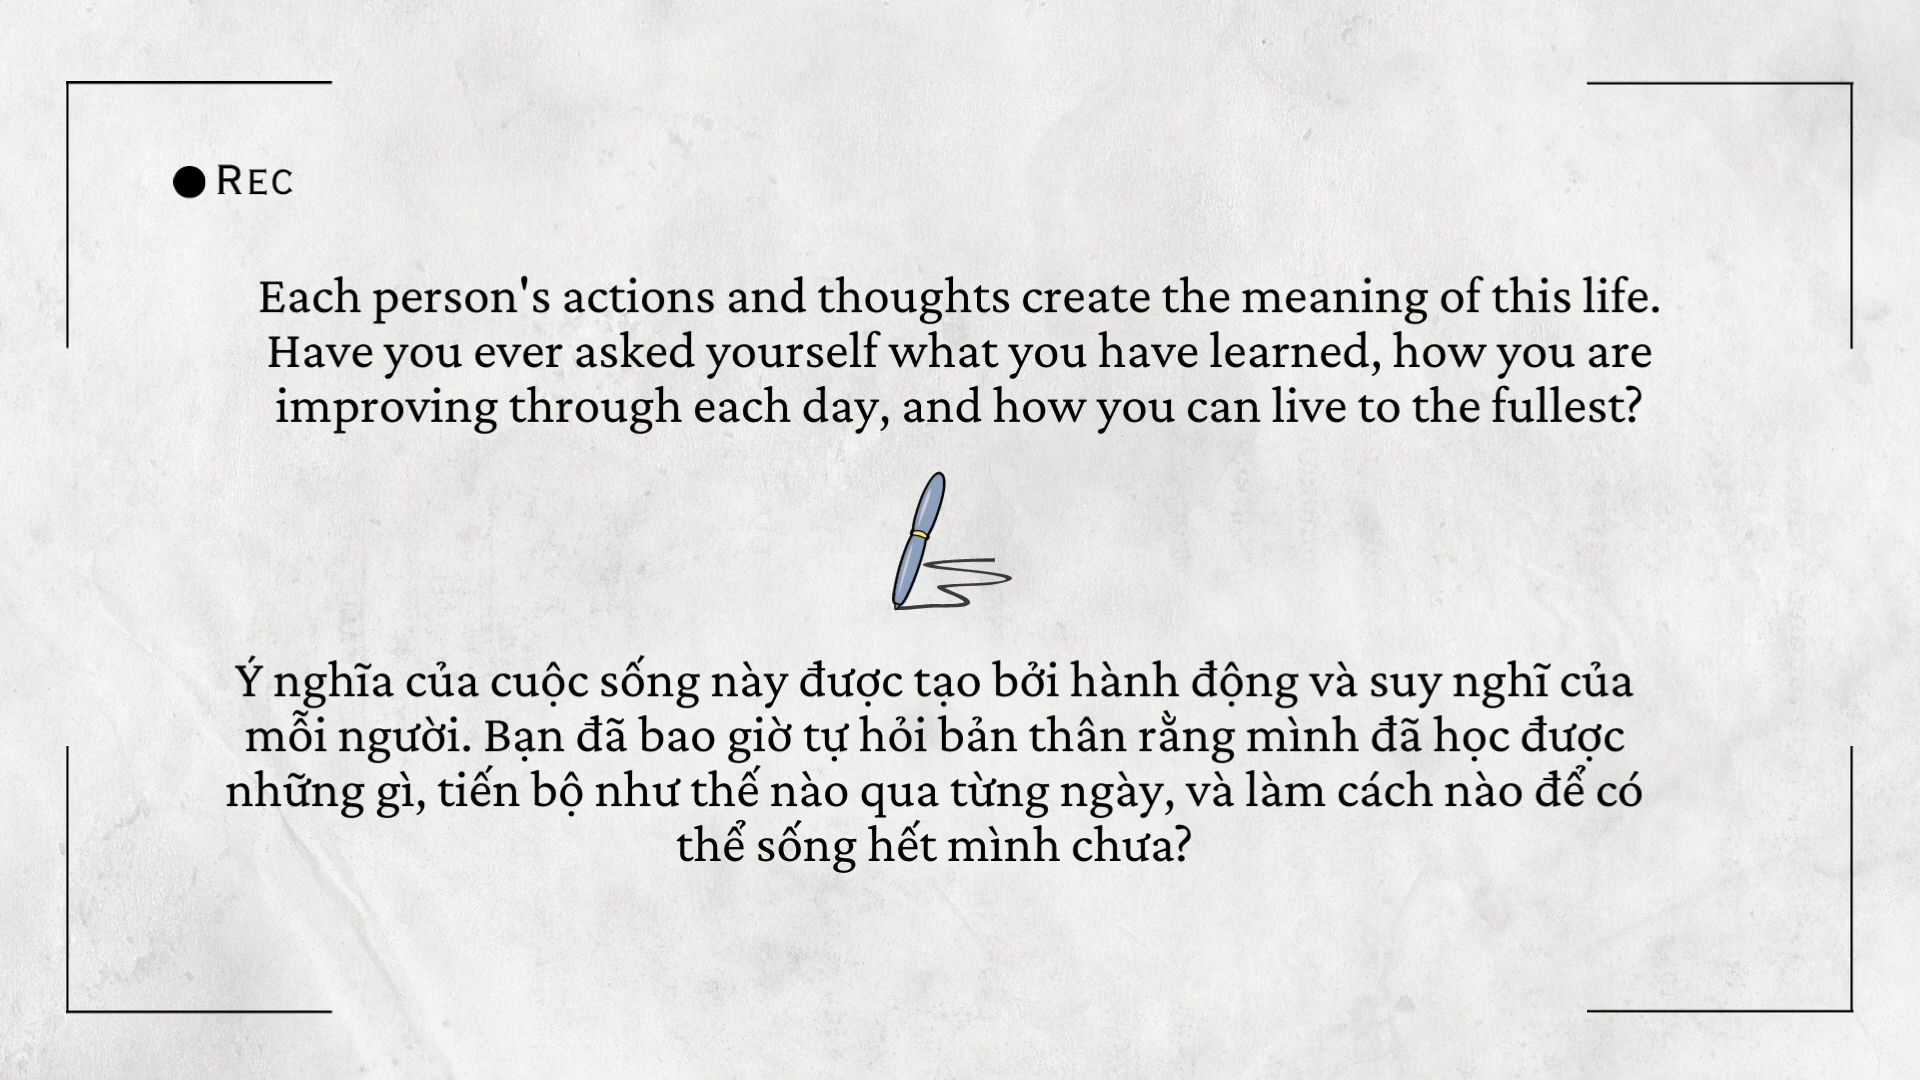 Rec
Each person's actions and thoughts create the meaning of this life.
Have you ever asked yourself what you have learned, how you are
improving through each day, and how you can live to the fullest?
Ý nghĩa của cuộc sống này được tạo bởi hành động và suy nghĩ của
mỗi người. Bạn đã bao giờ tự hỏi bản thân rằng mình đã học được
những gì, tiến bộ như thế nào qua từng ngày, và làm cách nào để có
thể sống hết mình chưa?